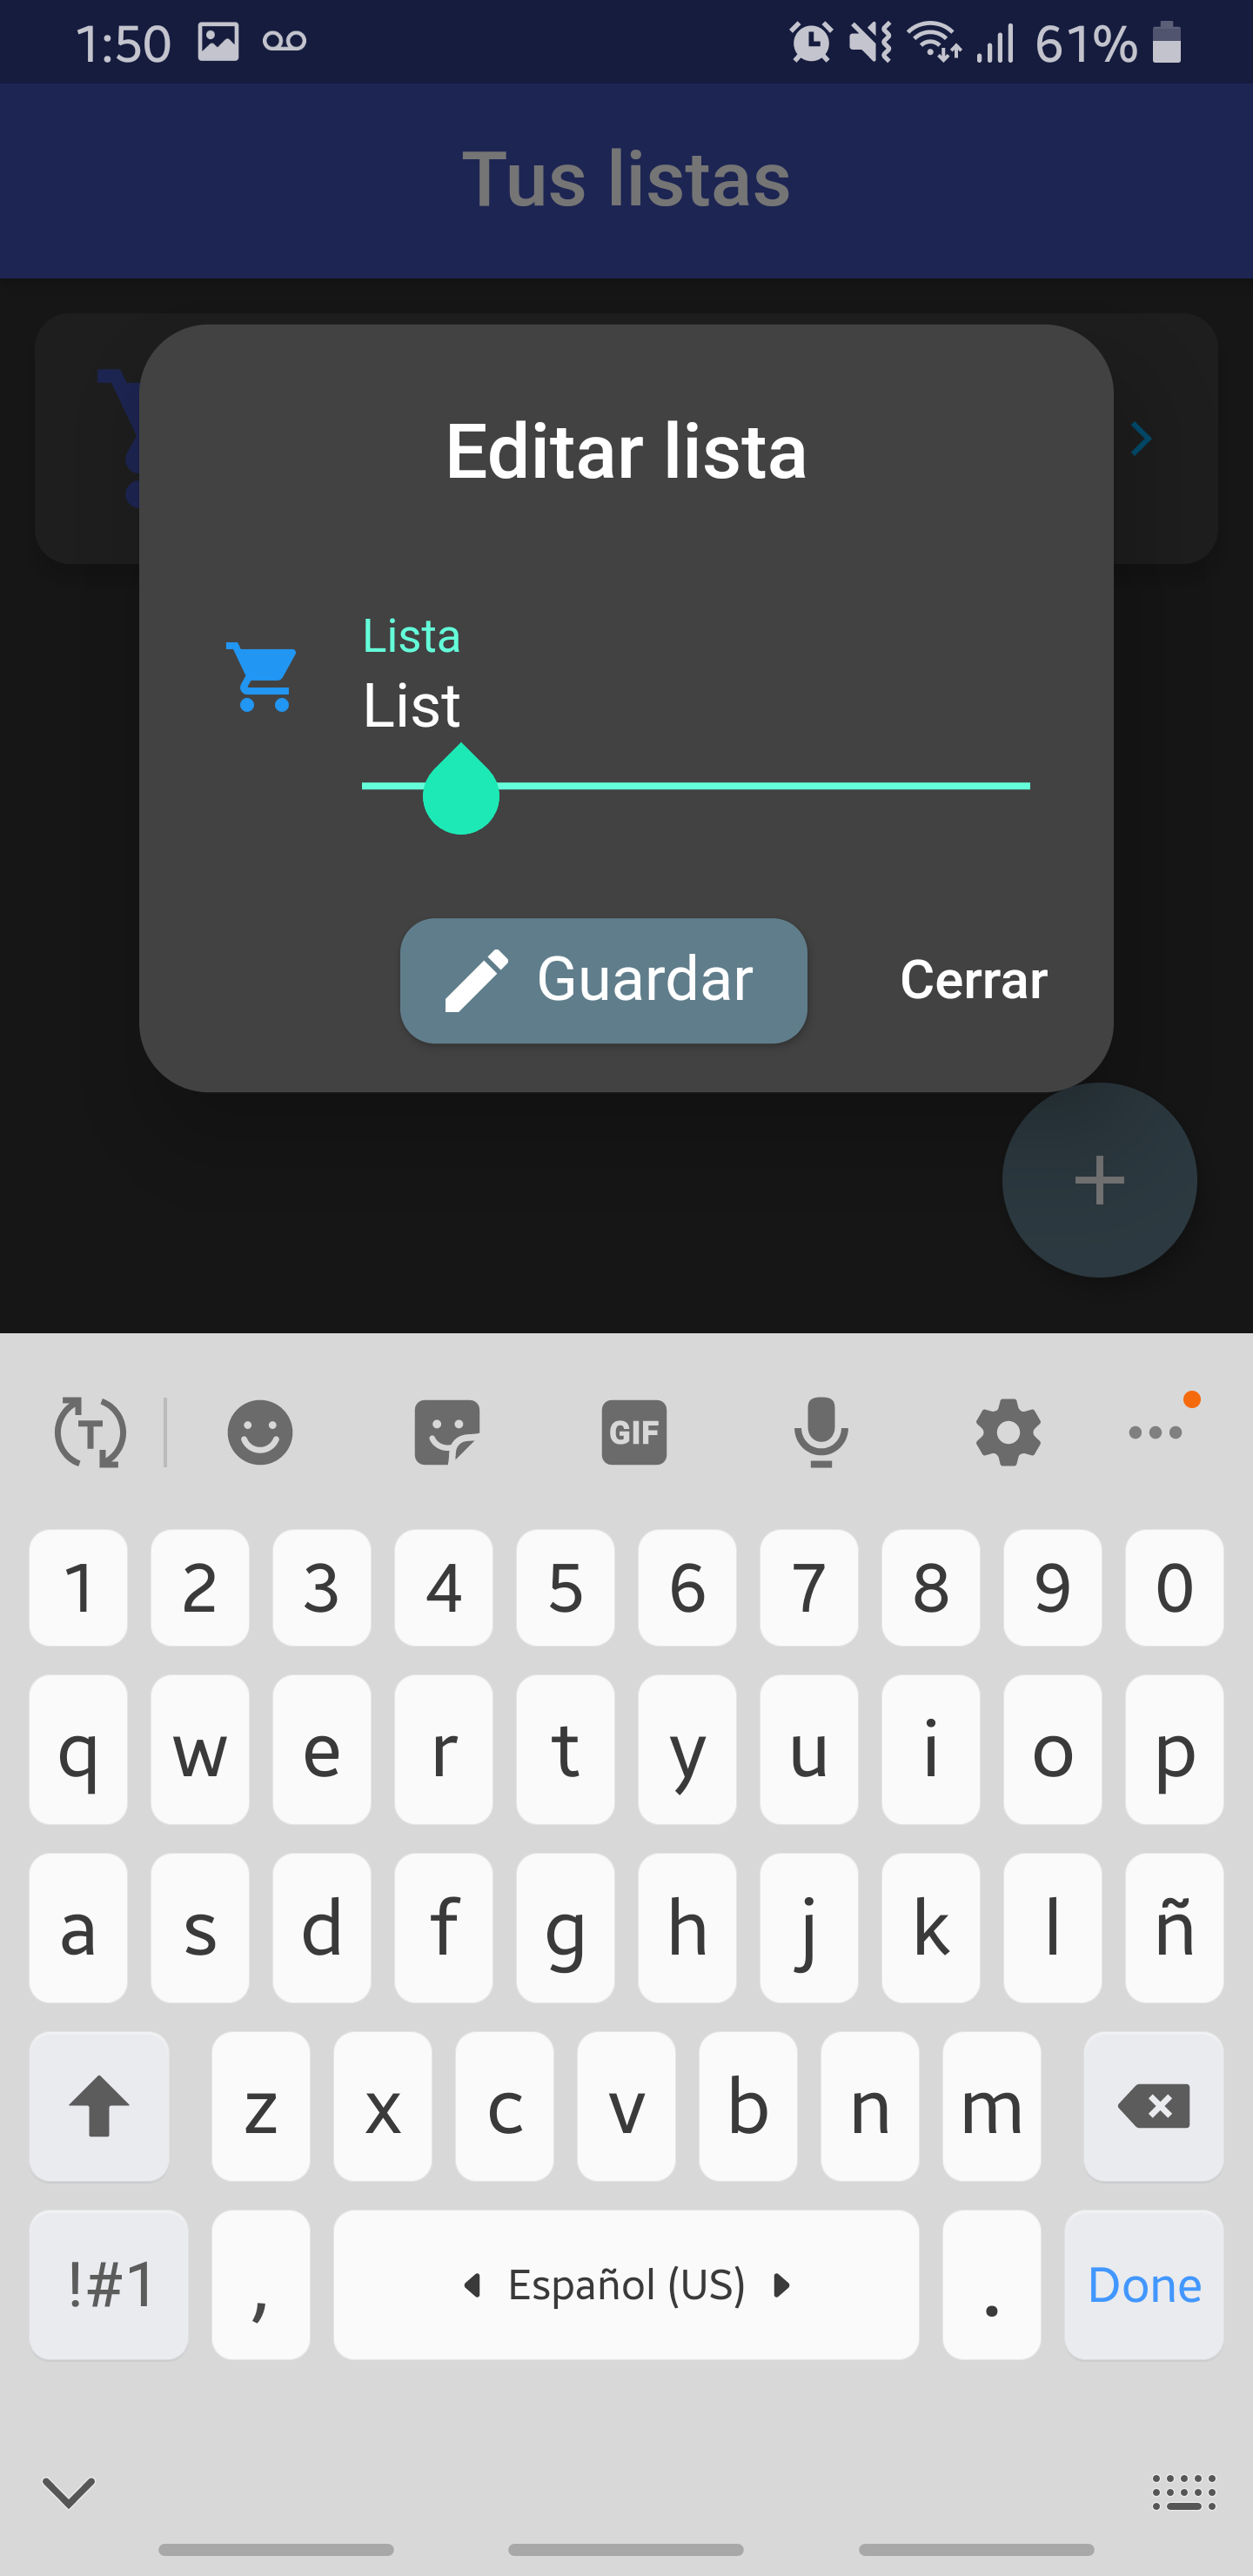 1:50 61%
Tus listas
Editar lista
Lista
List
Guardar Cerrar
T GIF
1 2 3 4 5 6 7 8 9 0
q w e r t y u i o p
a s d f g h j k l ñ
z x c v b n m
!#1 , Español (US) . Done